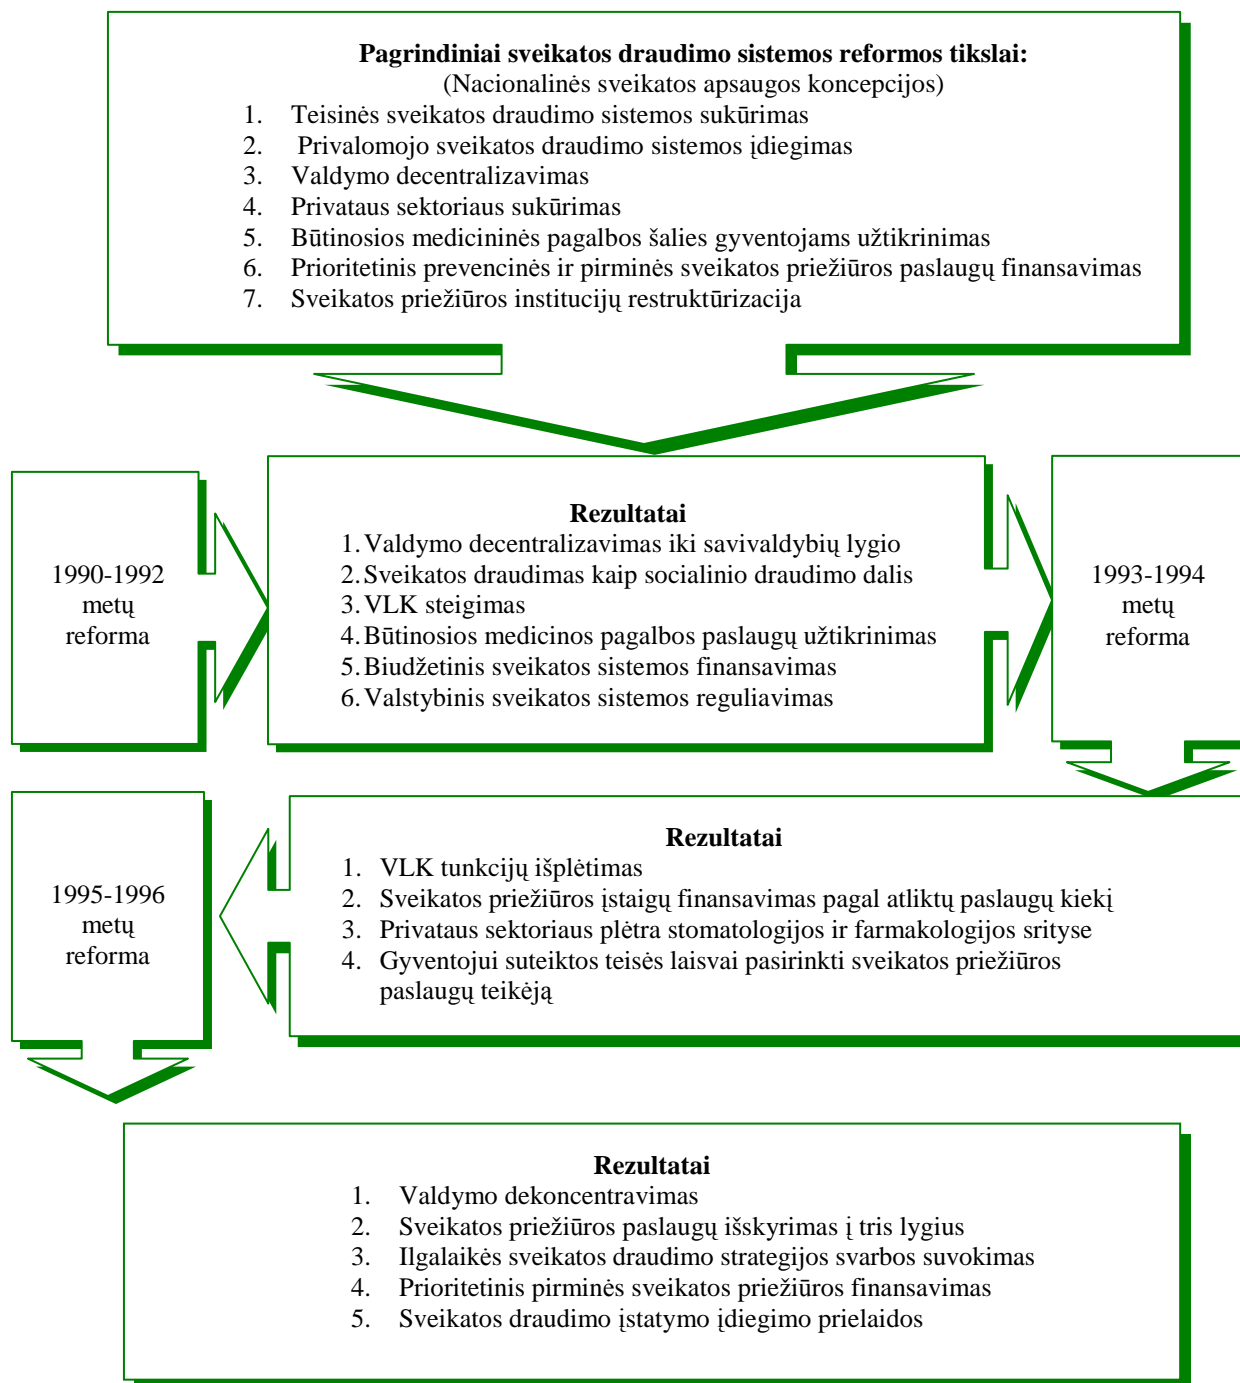 Pagrindiniai sveikatos draudimo sistemos reformos tikslai:
(Nacionalinės sveikatos apsaugos koncepcijos)
1. Teisinės sveikatos draudimo sistemos sukūrimas
2. Privalomojo sveikatos draudimo sistemos įdiegimas
3. Valdymo decentralizavimas
4. Privataus sektoriaus sukūrimas
5. Būtinosios medicininės pagalbos šalies gyventojams užtikrinimas
6. Prioritetinis prevencinės ir pirminės sveikatos priežiūros paslaugų finansavimas
7. Sveikatos priežiūros institucijų restruktūrizacija
1990-1992
metų
reforma
Rezultatai
1. Valdymo decentralizavimas iki savivaldybių lygio
2. Sveikatos draudimas kaip socialinio draudimo dalis
3. VLK steigimas
4. Būtinosios medicinos pagalbos paslaugų užtikrinimas
5. Biudžetinis sveikatos sistemos finansavimas
6. Valstybinis sveikatos sistemos reguliavimas
1993-1994
metų
reforma
Rezultatai
1. VLK tunkcijų išplėtimas
2. Sveikatos priežiūros įstaigų finansavimas pagal atliktų paslaugų kiekį
3. Privataus sektoriaus plėtra stomatologijos ir farmakologijos srityse
4. Gyventojui suteiktos teisės laisvai pasirinkti sveikatos priežiūros
paslaugų teikėją
1995-1996
metų
reforma
Rezultatai
1. Valdymo dekoncentravimas
2. Sveikatos priežiūros paslaugų išskyrimas į tris lygius
3. Ilgalaikės sveikatos draudimo strategijos svarbos suvokimas
4. Prioritetinis pirminės sveikatos priežiūros finansavimas
5. Sveikatos draudimo įstatymo įdiegimo prielaidos